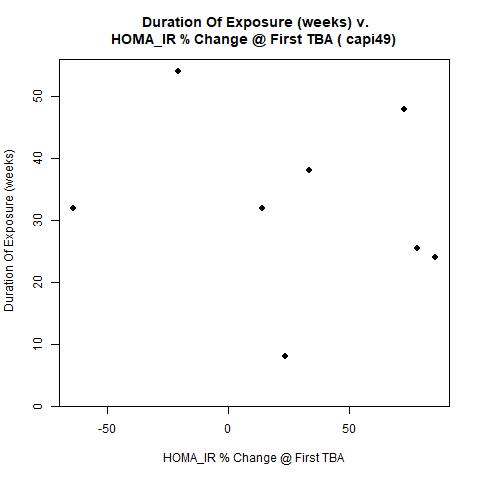 Duration Of Exposure (weeks) v.
HOMA_IR % Change @ First TBA ( capi49)
Duration Of Exposure (weeks)
50
40
30
20
10
0
-50
0
50
HOMA_IR % Change @ First TBA